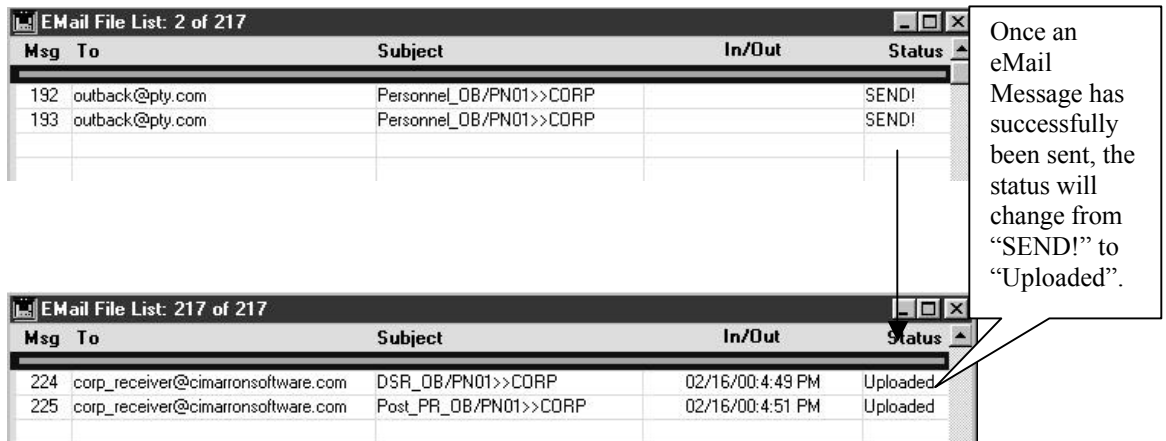 EMail File List: 2 of 217
Msg To Subject In/Out Status
192 outback@pty.com Personnel_OB/PN01>>CORP SEND!
193 outback@pty.com Personnel_OB/PN01>>CORP SEND!
Once an
eMail
Message has
successfully
been sent, the
status will
change from
“SEND!” to
“Uploaded”.
EMail File List: 217 of 217
Msg To Subject In/Out Status
224 corp_receiver@cimarronsoftware.com DSR_OB/PN01>>CORP 02/16/00:4:49 PM Uploaded
225 corp_receiver@cimarronsoftware.com Post_PR_OB/PN01>>CORP 02/16/00:4:51 PM Uploaded